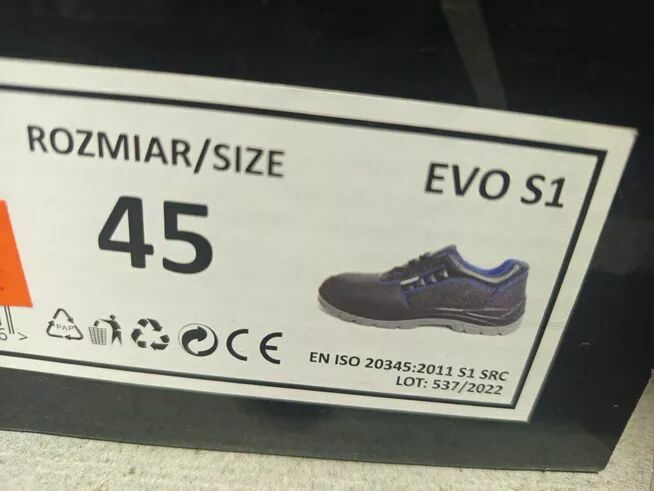 ROZMIAR/SIZE
EVO S1
45
PAP
CE
EN ISO 20345:2011 S1 SRC
LOT: 537/2022